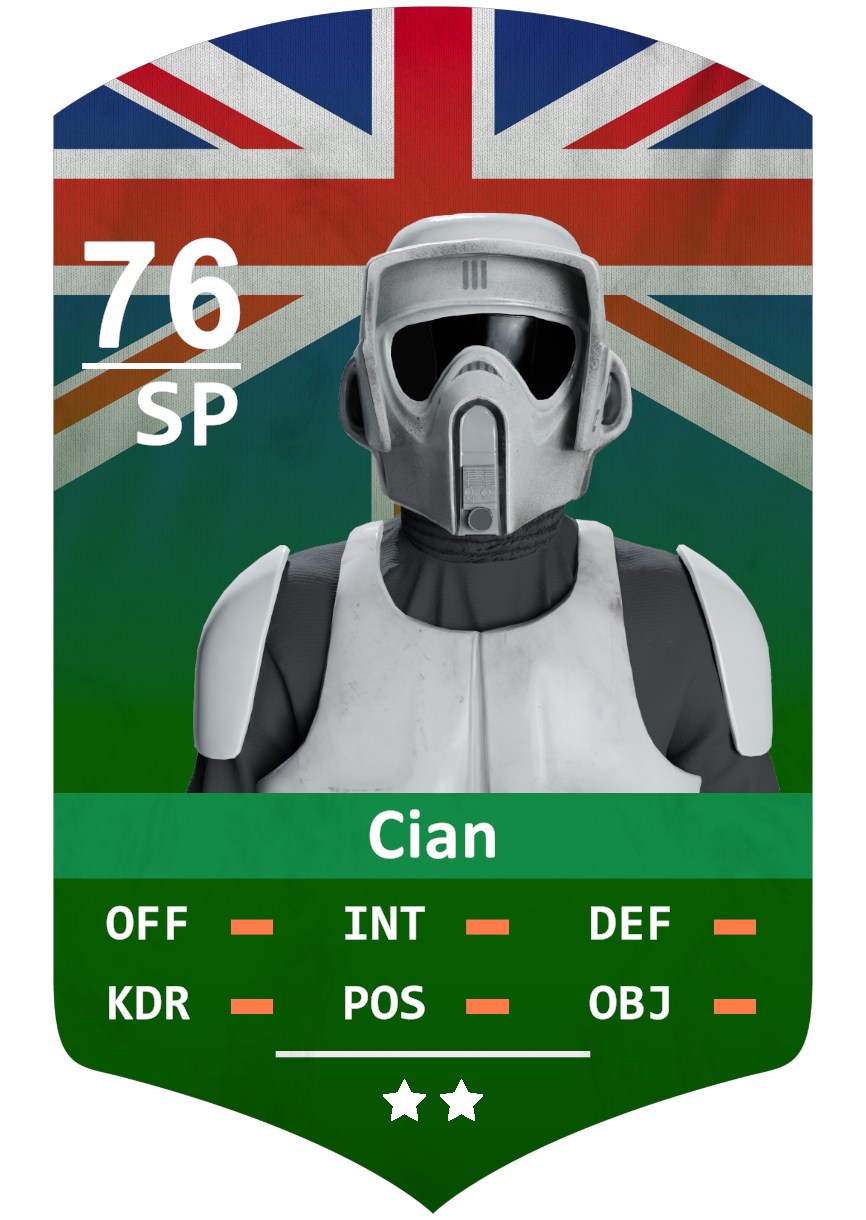 76
SP
Cian
OFF - INT - DEF -
KDR - POS - OBJ -